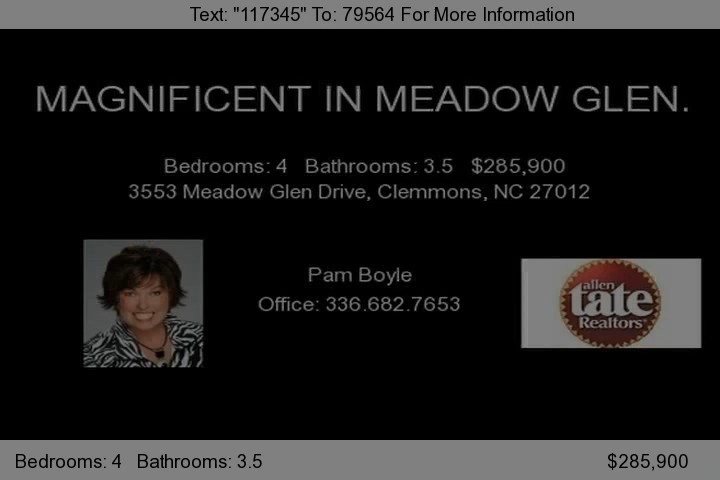 Text: "117345" To: 79564 For More Information
MAGNIFICENT IN MEADOW GLEN.
Bedrooms: 4 Bathrooms: 3.5 $285,900
3553 Meadow Glen Drive, Clemmons, NC 27012
Pam Boyle
Office: 336.682.7653
allen
tate
Realtors®
Bedrooms: 4 Bathrooms: 3.5 $285,900